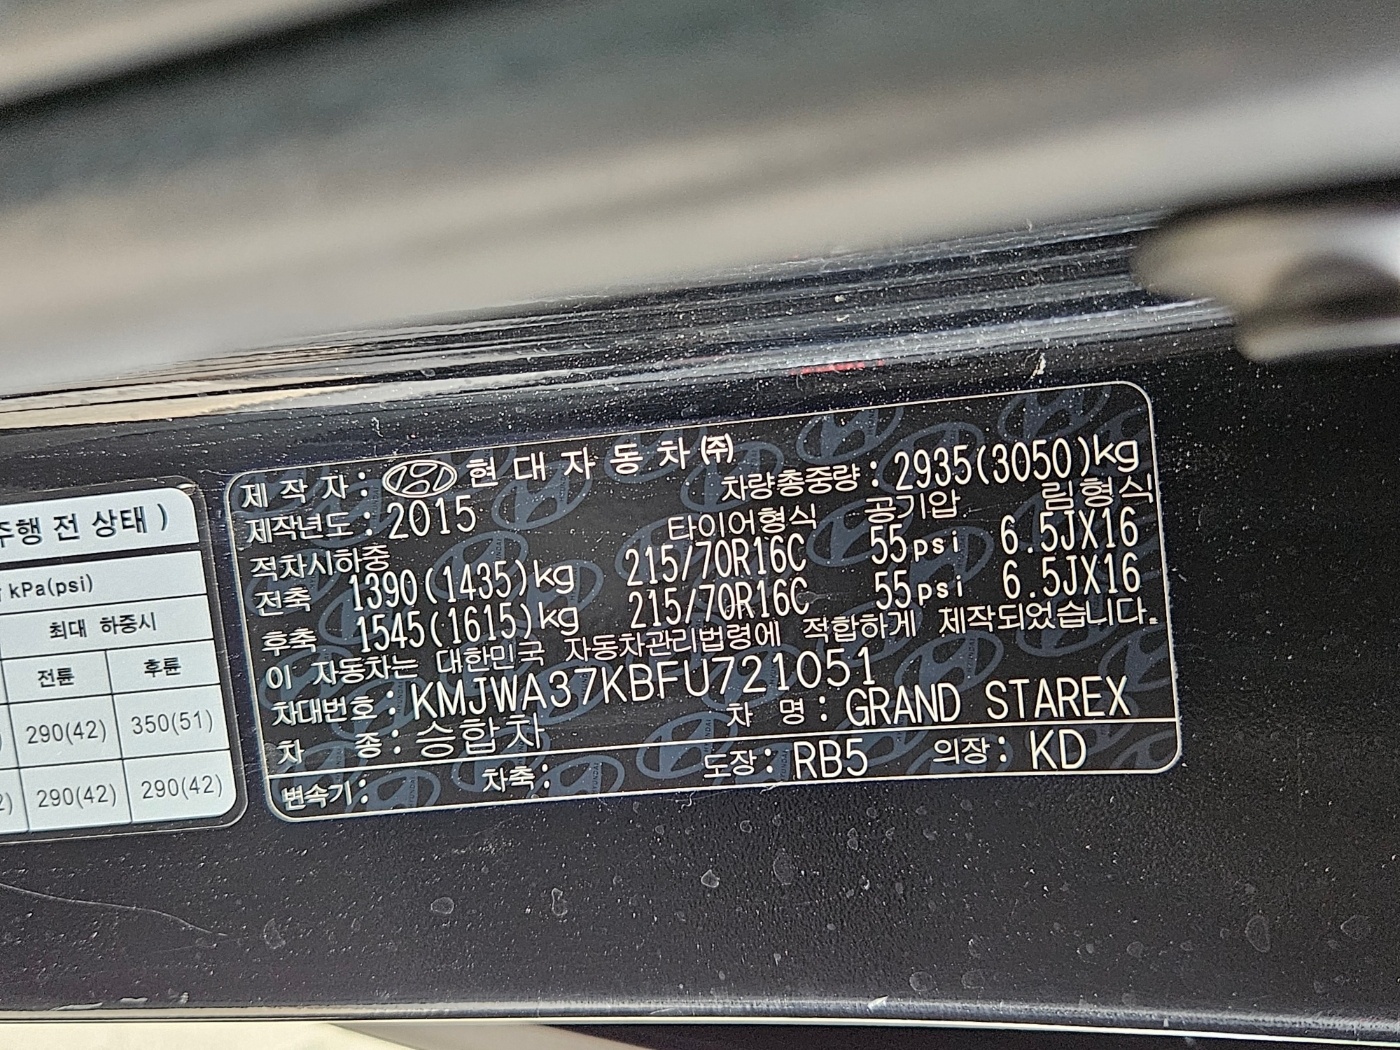 주행 전 상태 )
kPa(psi)
최대 하중시
전륜 후륜
290(42) 350(51)
290(42) 290(42)
제 작 자 : 현 대 자 동 차 ㈜
제작년도 : 2015 차량총중량 : 2935(3050)kg
적차시하중 타이어형식 공기압 림형식
전축 1390(1435)kg 215/70R16C 55psi 6.5JX16
후축 1545(1615)kg 215/70R16C 55psi 6.5JX16
이 자동차는 대한민국 자동차관리법령에 적합하게 제작되었습니다.
차대번호 : KMJWA37KBFU721051
차 종 : 승합차 차 명 : GRAND STAREX
변속기 : 차축 : 도장 : RB5 의장 : KD